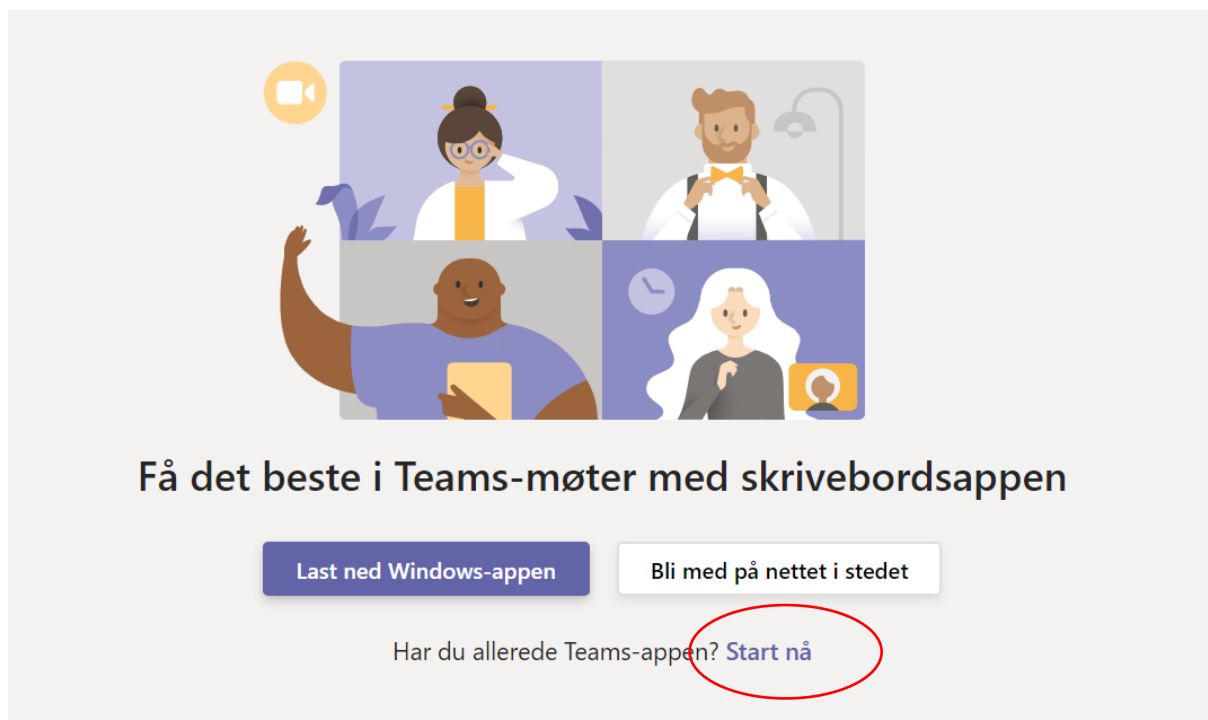 Få det beste i Teams-møter med skrivebordsappen
Last ned Windows-appen
Bli med på nettet i stedet
Har du allerede Teams-appen? Start nå